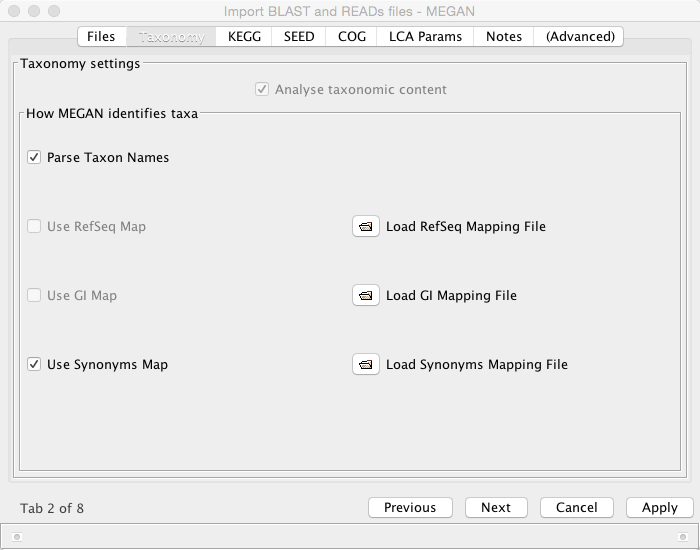 Import BLAST and READs files - MEGAN
Files Taxonomy KEGG SEED COG LCA Params Notes (Advanced)
Taxonomy settings
Analyse taxonomic content
How MEGAN identifies taxa
Parse Taxon Names
Use RefSeq Map Load RefSeq Mapping File
Use GI Map Load GI Mapping File
Use Synonyms Map Load Synonyms Mapping File
Tab 2 of 8 Previous Next Cancel Apply